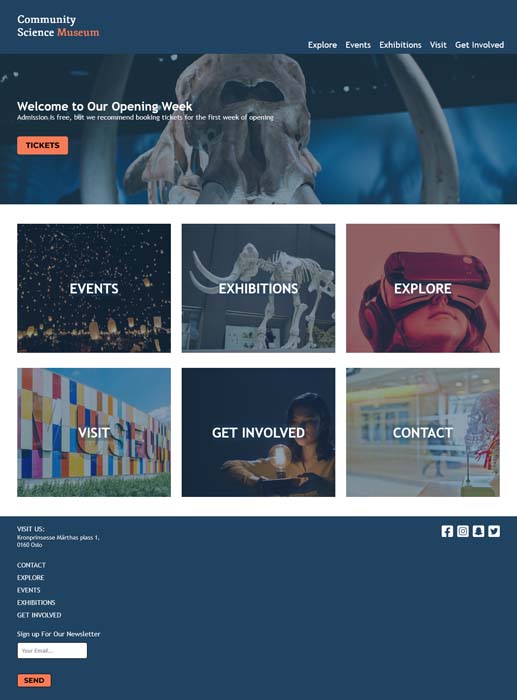 Community
Science Museum
Explore Events Exhibitions Visit Get Involved
Welcome to Our Opening Week
Admission is free, but we recommend booking tickets for the first week of opening
TICKETS
EVENTS
EXHIBITIONS
EXPLORE
VISIT
GET INVOLVED
CONTACT
VISIT US:
Kronprinsesse Märthas plass 1,
0160 Oslo
CONTACT
EXPLORE
EVENTS
EXHIBITIONS
GET INVOLVED
Sign up For Our Newsletter
Your Email...
SEND